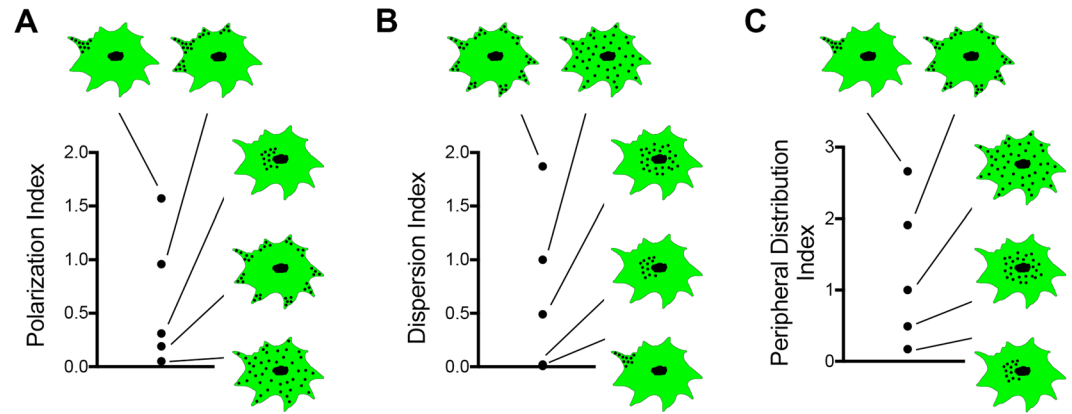 A
B
C
Polarization Index
2.0
1.5
1.0
0.5
0.0
Dispersion Index
2.0
1.5
1.0
0.5
0.0
Peripheral Distribution
Index
3
2
1
0